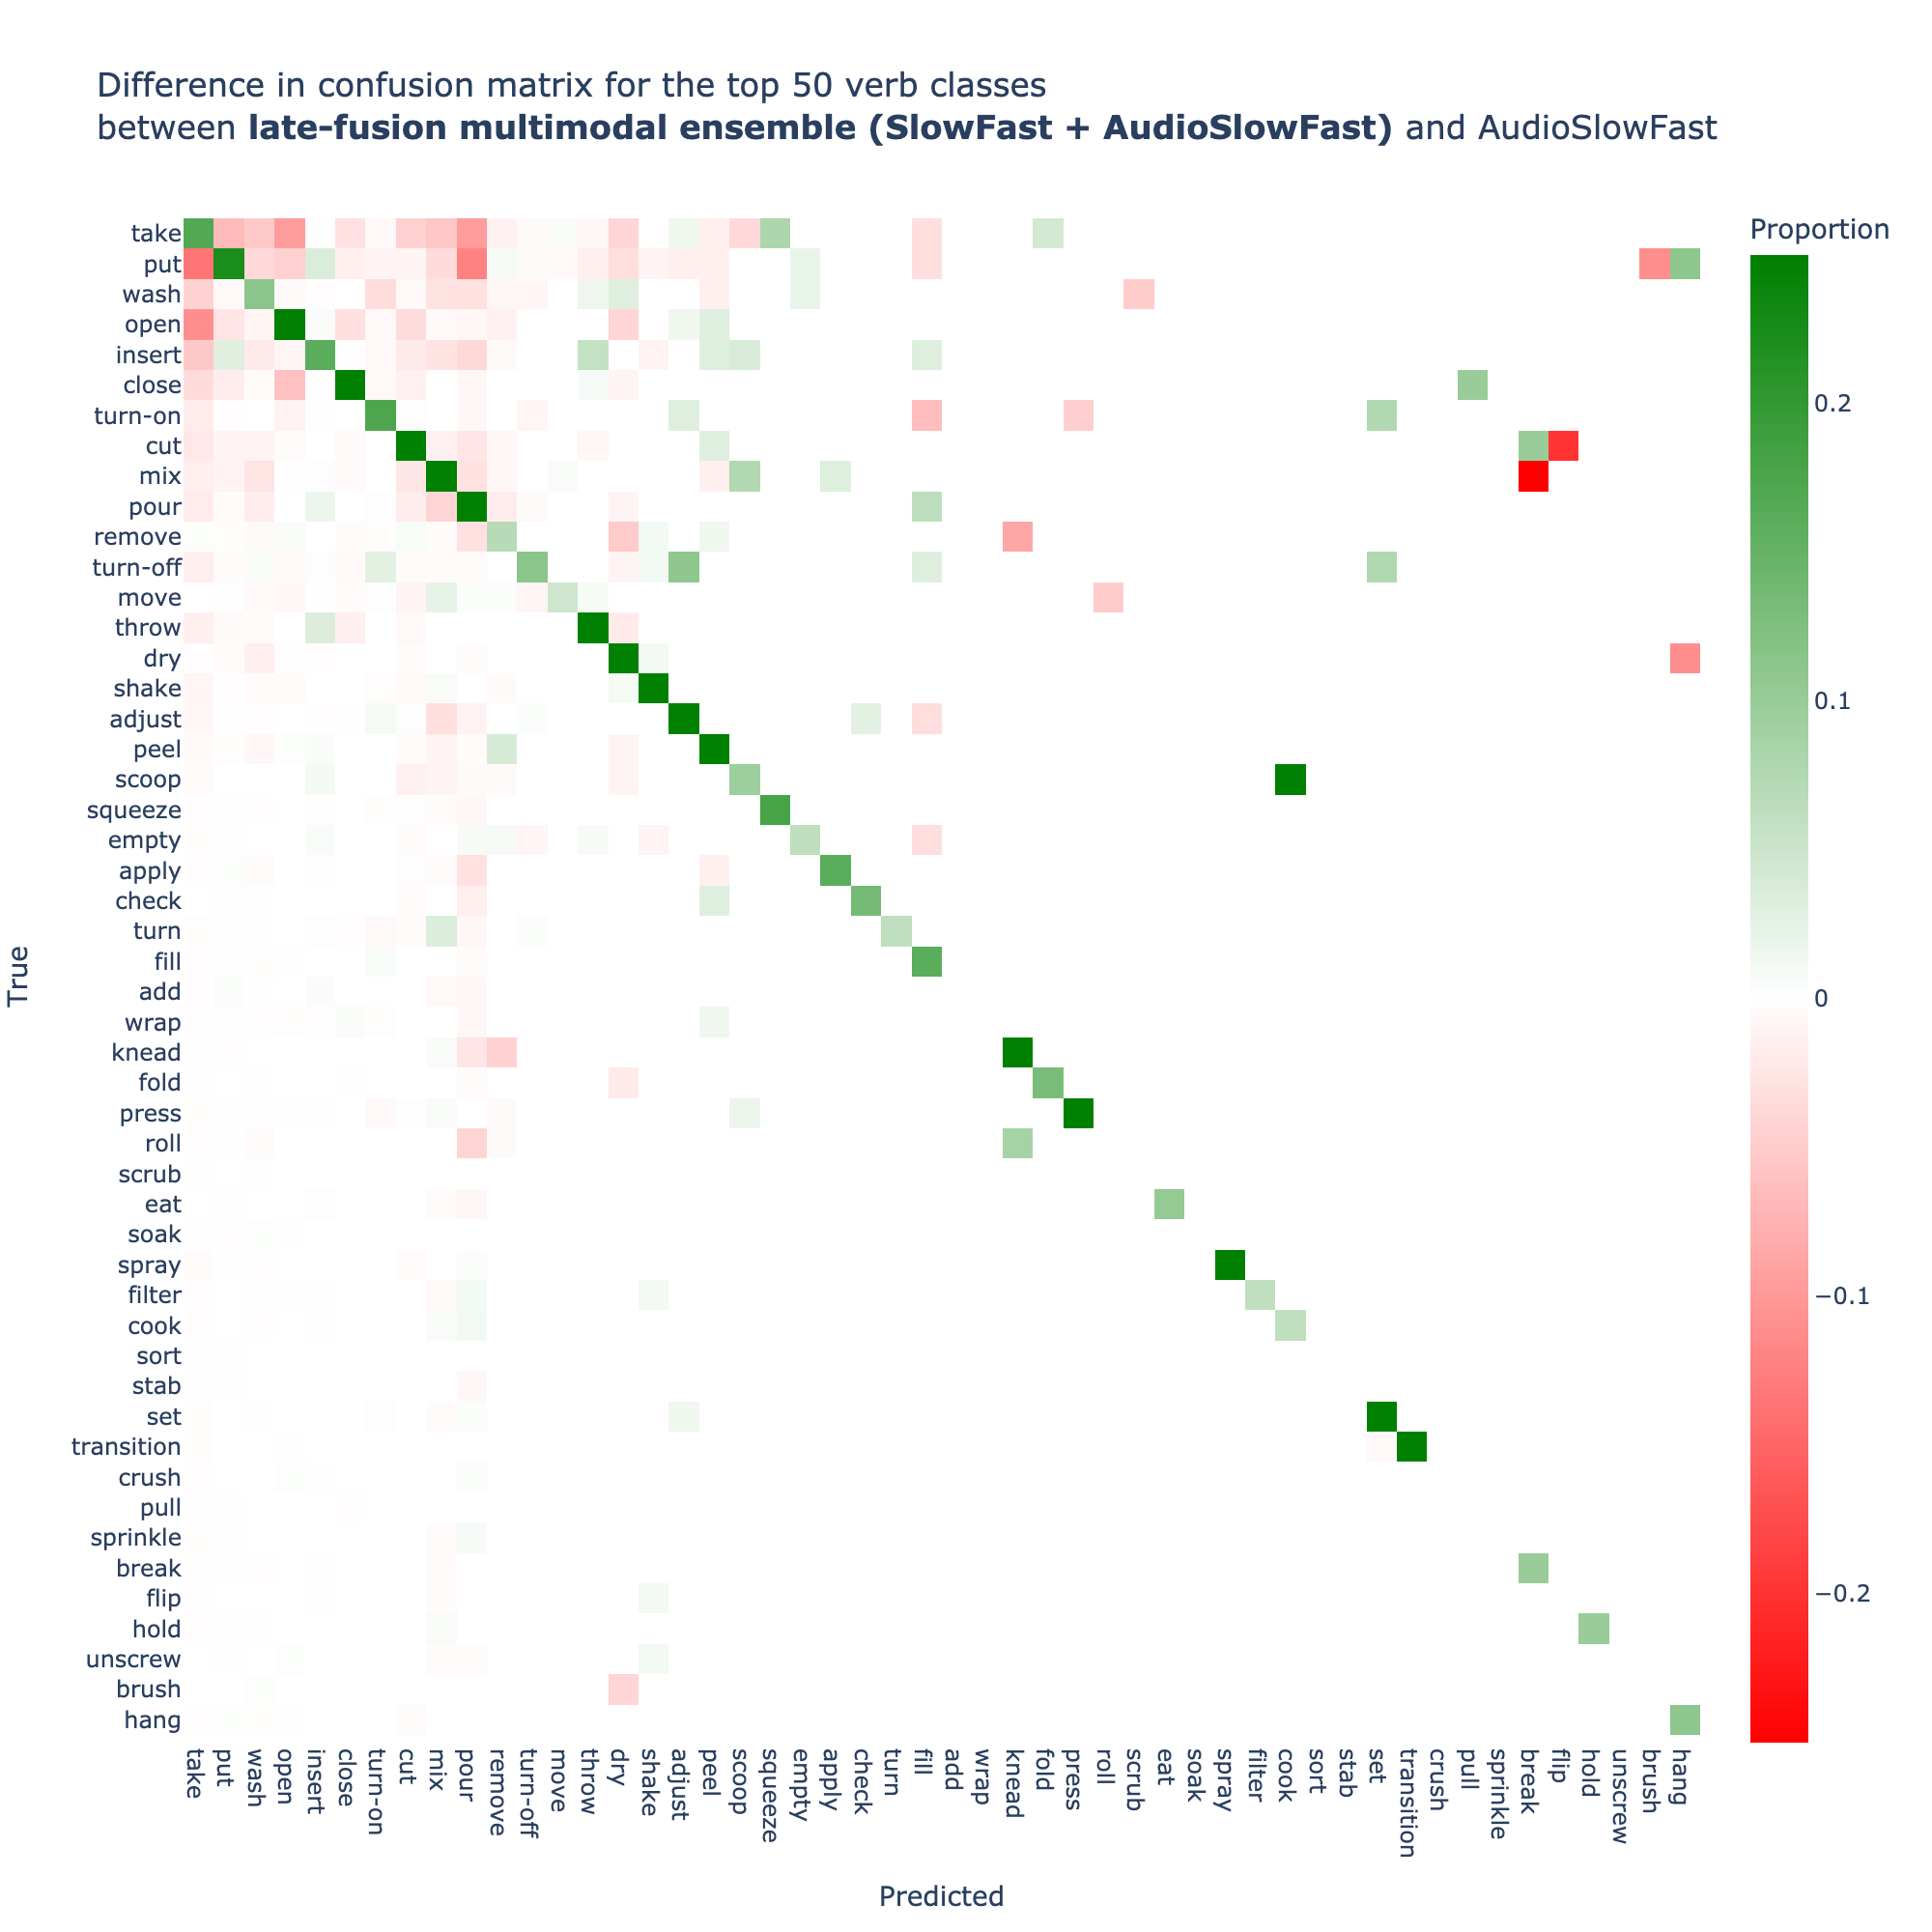 Difference in confusion matrix for the top 50 verb classes
between late-fusion multimodal ensemble (SlowFast + AudioSlowFast) and AudioSlowFast
Proportion
0.2
0.1
0
−0.1
−0.2
True
take
put
wash
open
insert
close
turn-on
cut
mix
pour
remove
turn-off
move
throw
dry
shake
adjust
peel
scoop
squeeze
empty
apply
check
turn
fill
add
wrap
knead
fold
press
roll
scrub
eat
soak
spray
filter
cook
sort
stab
set
transition
crush
pull
sprinkle
break
flip
hold
unscrew
brush
hang
take
put
wash
open
insert
close
turn-on
cut
mix
pour
remove
turn-off
move
throw
dry
shake
adjust
peel
scoop
squeeze
empty
apply
check
turn
fill
add
wrap
knead
fold
press
roll
scrub
eat
soak
spray
filter
cook
sort
stab
set
transition
crush
pull
sprinkle
break
flip
hold
unscrew
brush
hang
Predicted